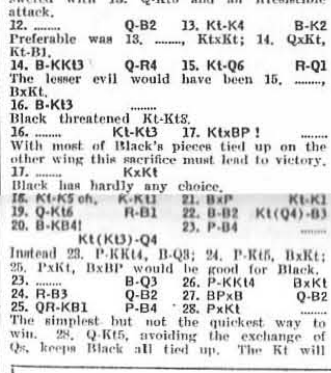 attack.
12. ........ Q-B2 13. Kt-K4 B-K2
Preferable was 13. ........, KtxKt; 14. QxKt,
Kt-B1.
14. B-KKt3 Q-R4 15. Kt-Q6 R-Q1
The lesser evil would have been 15. ........,
BxKt.
16. B-Kt3 ........
Black threatened Kt-Kt3.
16. ........ Kt-Kt3 17. KtxBP !
With most of Black's pieces tied up on the
other wing this sacrifice must lead to victory.
17. ........ KxKt
Black has hardly any choice.
18. Kt-K5 ch, K-Kt1 21. BxP Kt-K1
19. Q-Kt6 R-B1 22. B-B2 Kt(Q4)-B3
20. B-KB4! 23. P-B4 ........
Kt(Kt3)-Q4
Instead 23. P-KKt4, B-Q3; 24. P-Kt5, BxKt;
25. PxKt, BxBP would be good for Black.
23. ........ B-Q3 26. P-KKt4 BxKt
24. R-B3 Q-B2 27. BPxB Q-B2
25. QR-KB1 P-B4 28. PxKt ........
The simplest but not the quickest way to
win. 28. Q-Kt5, avoiding the exchange of
Qs, keeps Black all tied up. The Kt will